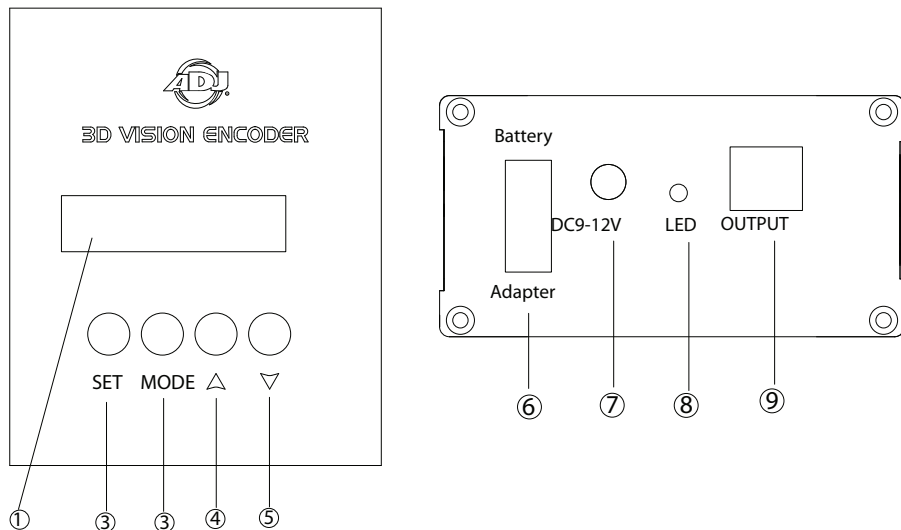 ADJ®
3D VISION ENCODER
SET MODE
① ③ ③ ④ ⑤
Battery
DC9-12V LED OUTPUT
Adapter
⑥ ⑦ ⑧ ⑨